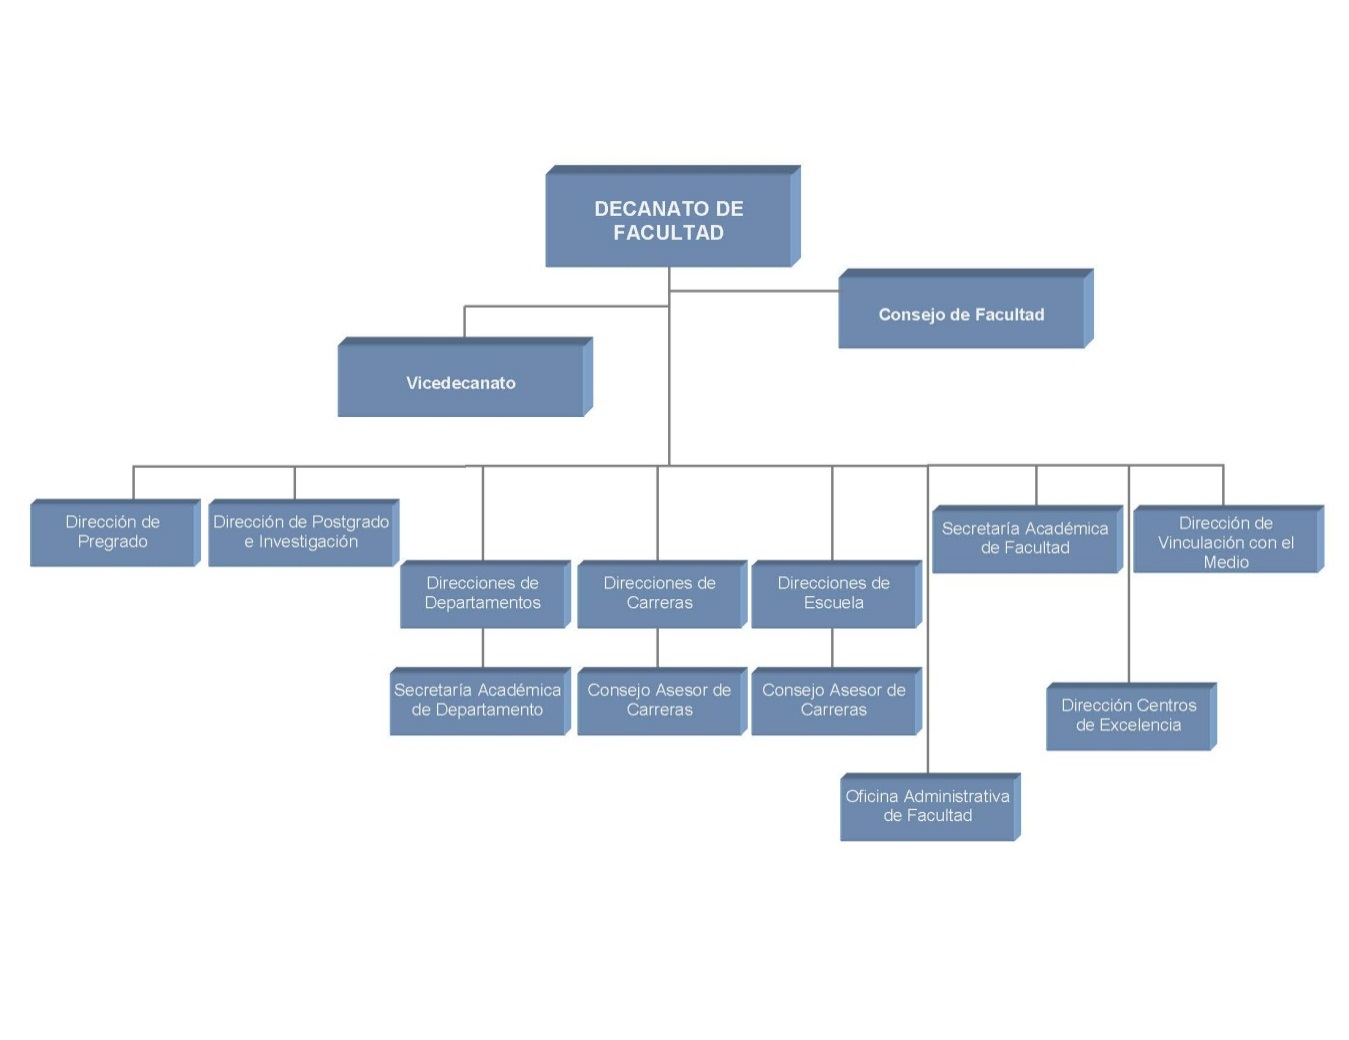 DECANATO DE
FACULTAD
Consejo de Facultad
Vicedecanato
Dirección de
Pregrado
Dirección de Postgrado
e Investigación
Secretaría Académica
de Facultad
Dirección de
Vinculación con el
Medio
Direcciones de
Departamentos
Direcciones de
Carreras
Direcciones de
Escuela
Secretaría Académica
de Departamento
Consejo Asesor de
Carreras
Consejo Asesor de
Carreras
Dirección Centros
de Excelencia
Oficina Administrativa
de Facultad